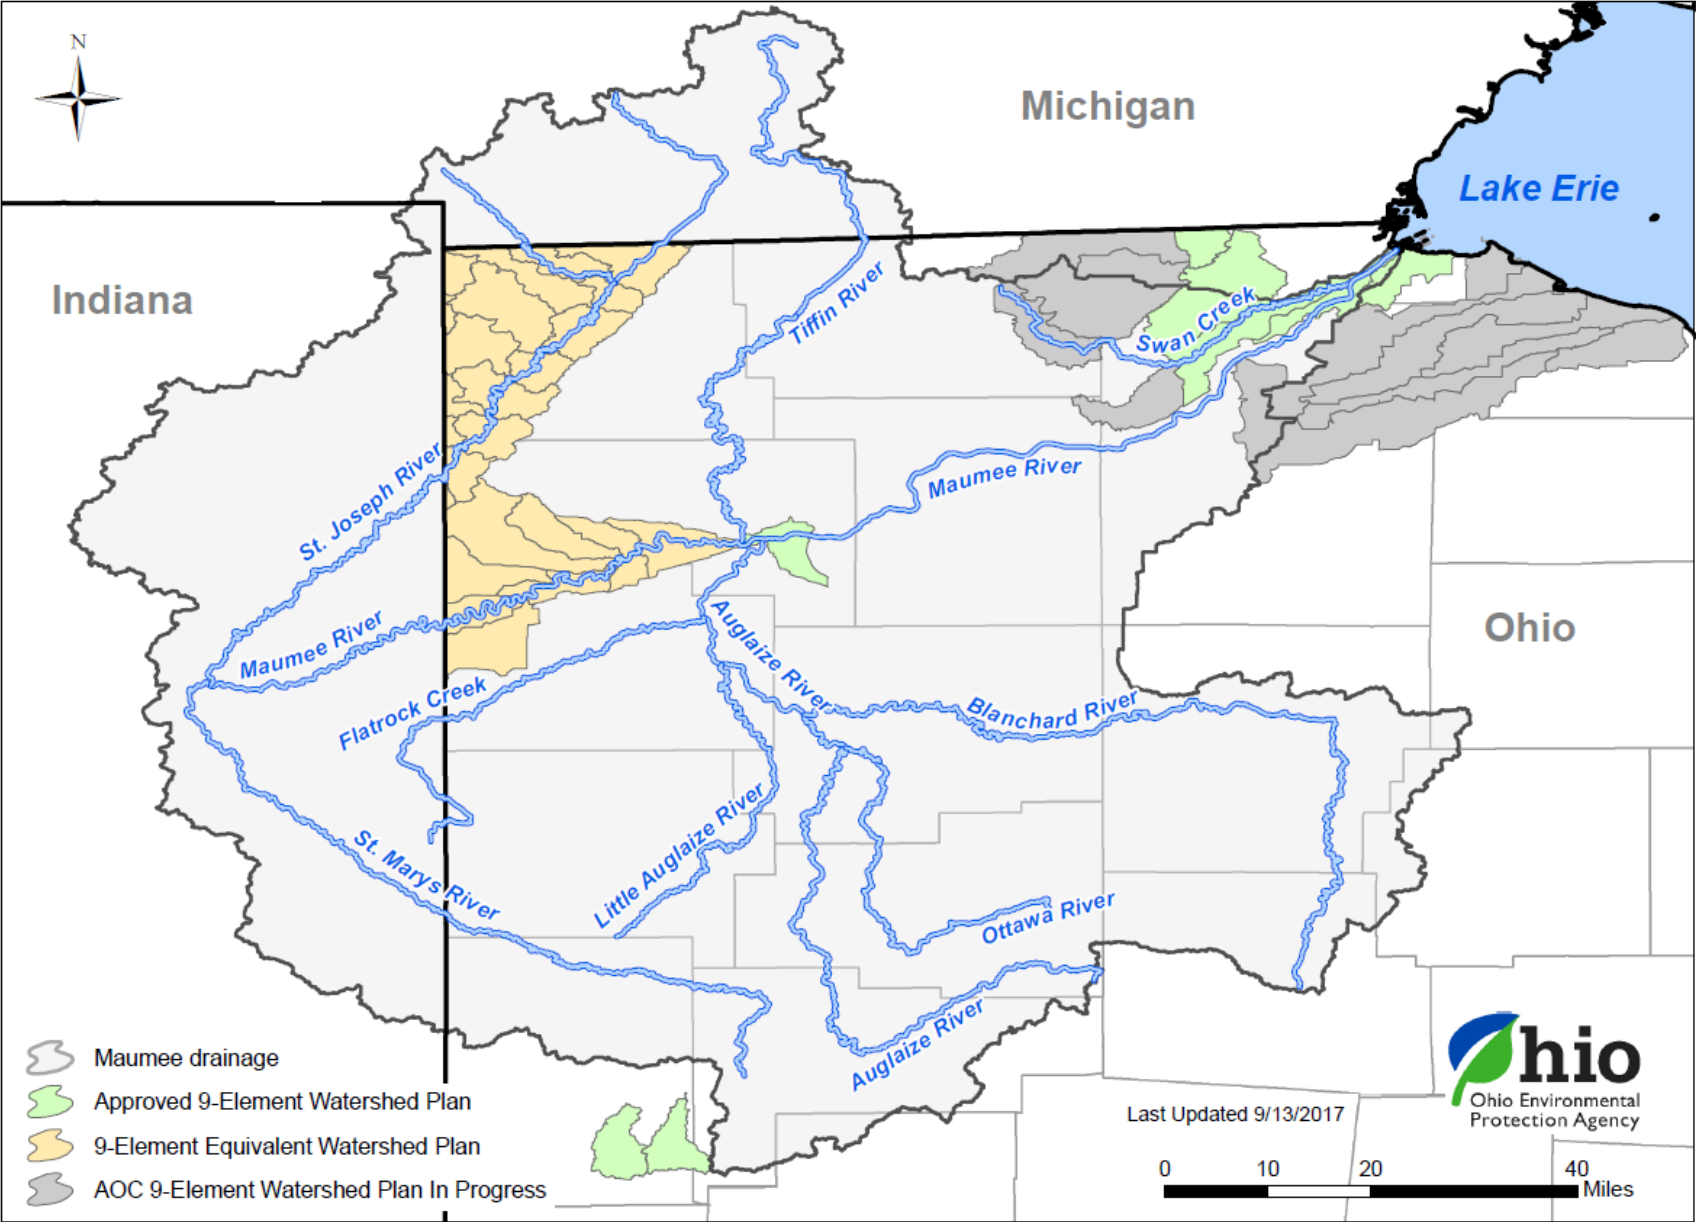 N
Michigan
Lake Erie
Indiana
Tiffin River
Swan Creek
St. Joseph River
Maumee River
Maumee River
Auglaize River
Ohio
Flatrock Creek
Blanchard River
Little Auglaize River
St. Marys River
Ottawa River
Auglaize River
Maumee drainage
Approved 9-Element Watershed Plan
9-Element Equivalent Watershed Plan
AOC 9-Element Watershed Plan In Progress
Last Updated 9/13/2017
Ohio
Ohio Environmental
Protection Agency
0 10 20 40
Miles